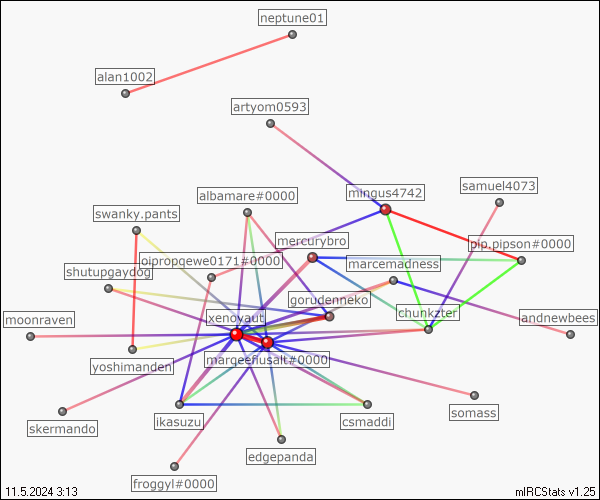 neptune01
alan1002
artyom0593
samuel4073
mingus4742
albamare#0000
swanky.pants
mercurybro
pip.pipson#0000
oipropqewe0171#0000
marcemadness
shutupgaydog
gorudenneko
xenoyaut
chunkzter
andnewbees
moonraven
margeenusalt#0000
yoshimanden
somass
skermando
ikasuzu
csmaddi
edgepanda
froggyl#0000
11.5.2024 3:13
mIRCStats v1.25